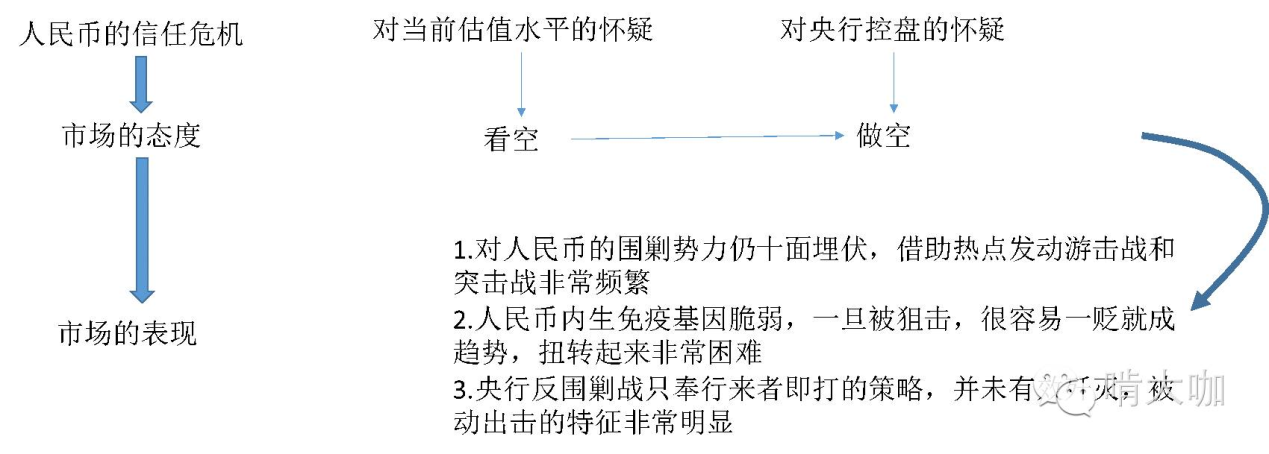 人民币的信任危机
对当前估值水平的怀疑
对央行控盘的怀疑
市场的态度
看空
做空
1.对人民币的围剿势力仍十面埋伏，借助热点发动游击战和
突击战非常频繁
2.人民币内生免疫基因脆弱，一旦被狙击，很容易一贬就成
趋势，扭转起来非常困难
市场的表现
3.央行反围剿战只奉行来者即打的策略，并未有 灭，被
动出击的特征非常明显
啃大咖